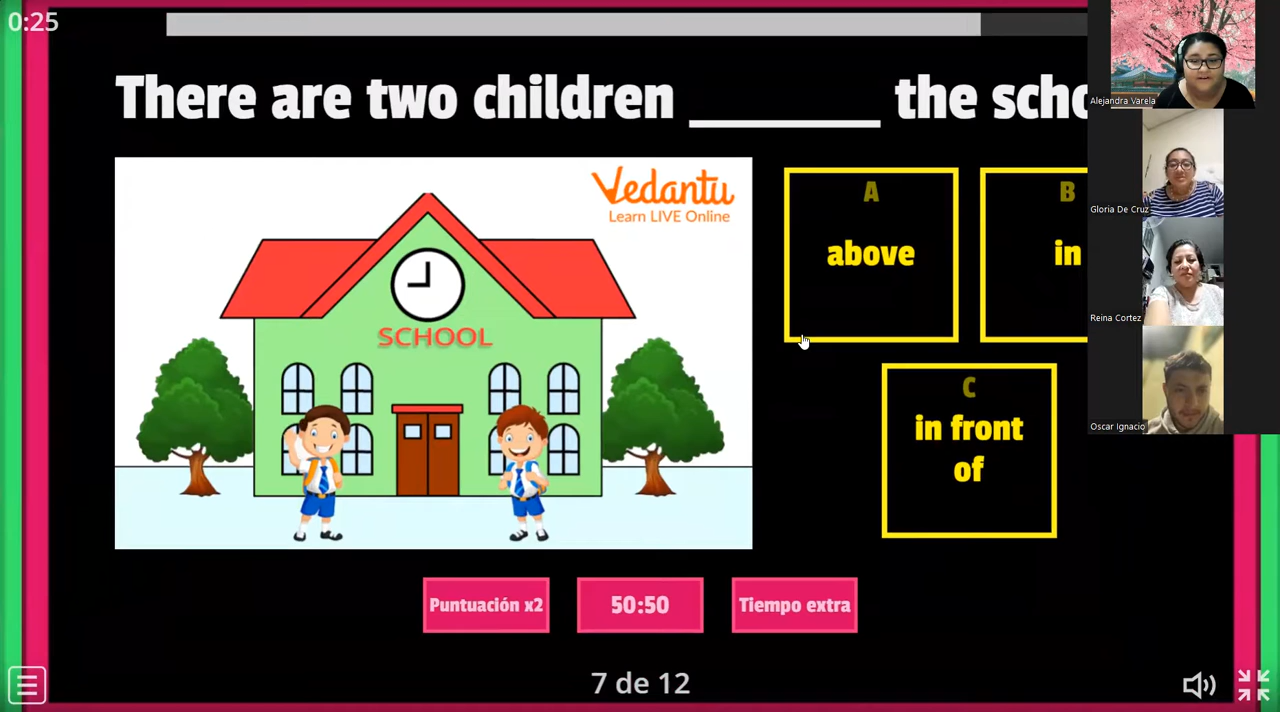 0:25
There are two children ________ the scho
Vedantu
Learn LIVE Online
SCHOOL
A
above
B
in
C
in front
of
Puntuación x2
50:50
Tiempo extra
7 de 12
Alejandra Varela
Gloria De Cruz
Reina Cortez
Oscar Ignacio